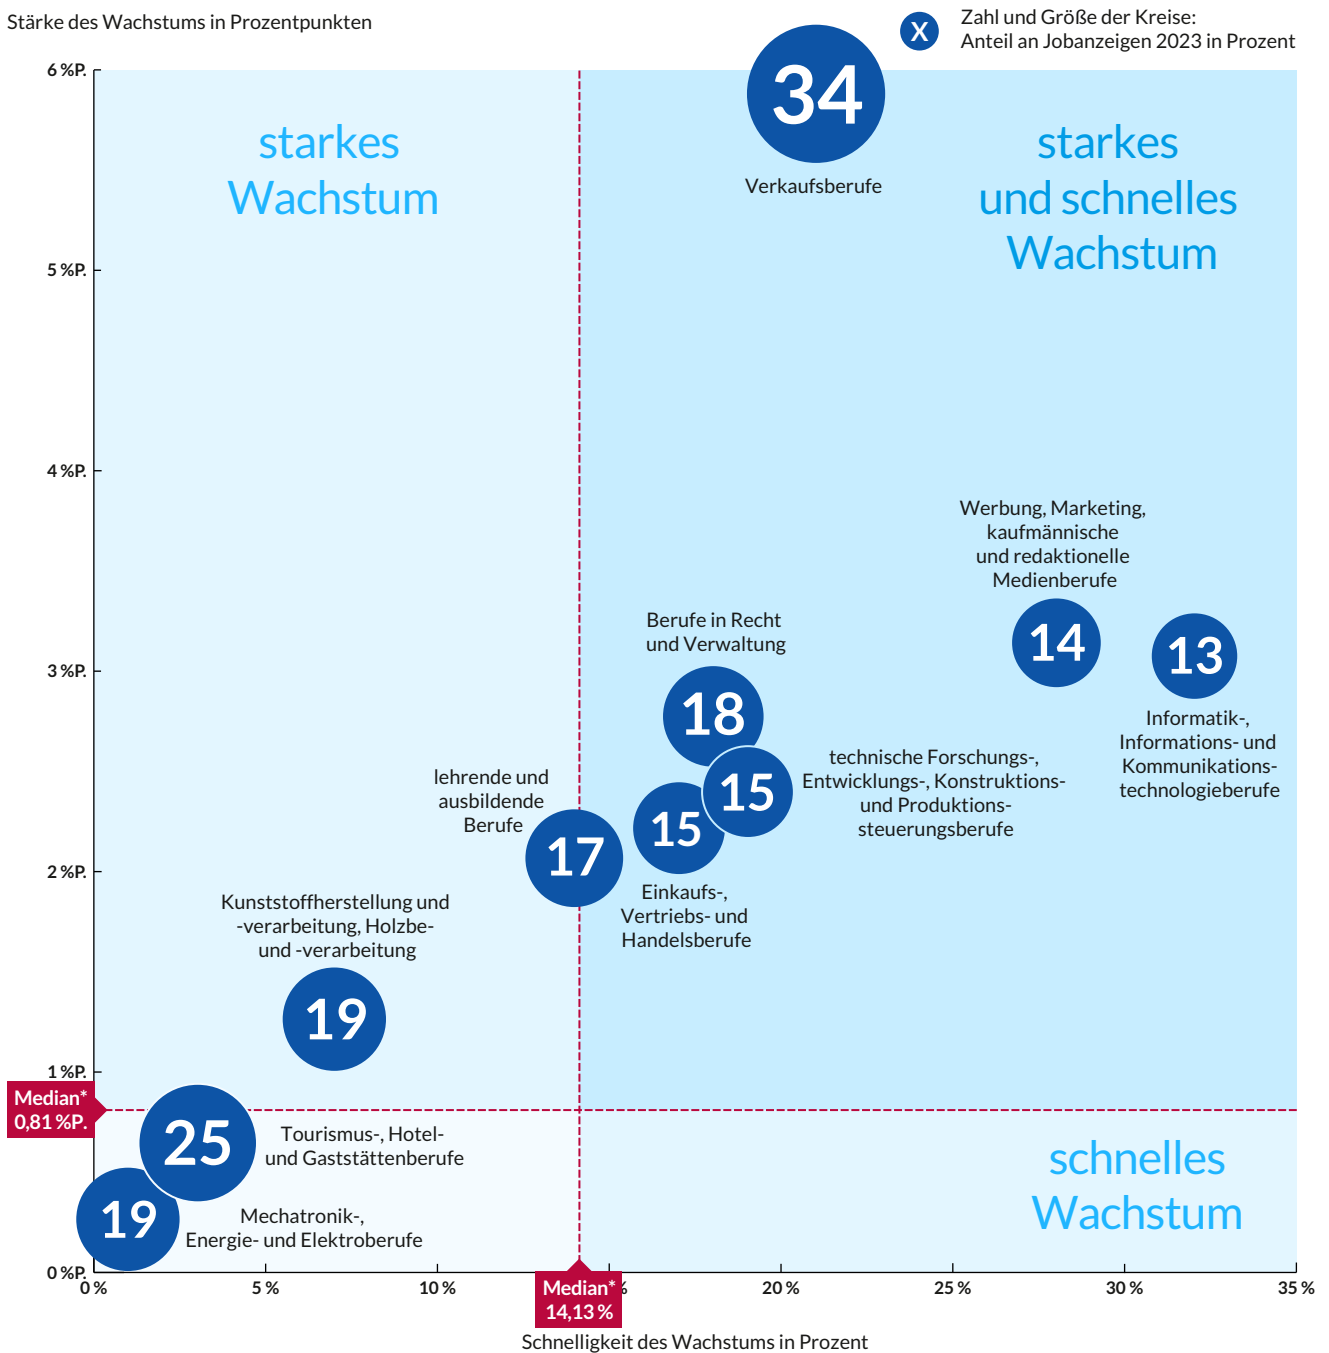 Stärke des Wachstums in Prozentpunkten
X
Zahl und Größe der Kreise:
Anteil an Jobanzeigen 2023 in Prozent
6 %P.
5 %P.
4 %P.
3 %P.
2 %P.
1 %P.
0 %P.
starkes
Wachstum
starkes
und schnelles
Wachstum
34
Verkaufsberufe
Werbung, Marketing,
kaufmännische
und redaktionelle
Medienberufe
14
13
Informatik-,
Informations- und
Kommunikations-
technologieberufe
Berufe in Recht
und Verwaltung
18
15
technische Forschungs-,
Entwicklungs-, Konstruktions-
und Produktions-
steuerungsberufe
15
Einkaufs-,
Vertriebs- und
Handelsberufe
lehrende und
ausbildende
Berufe
17
Kunststoffherstellung und
-verarbeitung, Holzbe-
und -verarbeitung
19
Median*
0,81 %P.
25
Tourismus-, Hotel-
und Gaststättenberufe
19
Mechatronik-,
Energie- und Elektroberufe
schnelles
Wachstum
0 %
5 %
10 %
Median*
14,13 %
%
20 %
25 %
30 %
35 %
Schnelligkeit des Wachstums in Prozent